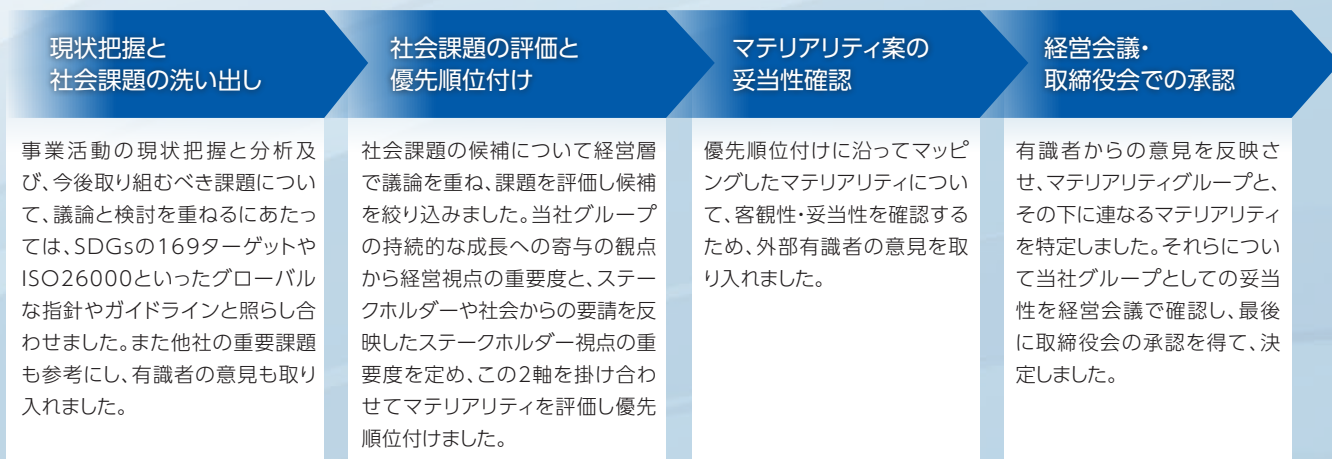 現状把握と
社会課題の洗い出し
事業活動の現状把握と分析及
び、今後取り組むべき課題につい
て、議論と検討を重ねるにあたっ
ては、SDGsの169ターゲットや
ISO26000といったグローバル
な指針やガイドラインと照らし合
わせました。また他社の重要課題
も参考にし、有識者の意見も取り
入れました。
社会課題の評価と
優先順位付け
社会課題の候補について経営層
で議論を重ね、課題を評価し候補
を絞り込みました。当社グループ
の持続的な成長への寄与の観点
から経営視点の重要度と、ステー
クホルダーや社会からの要請を反
映したステークホルダー視点の重
要度を定め、この2軸を掛け合わ
せてマテリアリティを評価し優先
順位付けました。
マテリアリティ案の
妥当性確認
優先順位付けに沿ってマッピ
ングしたマテリアリティについ
て、客観性・妥当性を確認する
ため、外部有識者の意見を取
り入れました。
経営会議・
取締役会での承認
有識者からの意見を反映さ
せ、マテリアリティグループと、
その下に連なるマテリアリティ
を特定しました。それらについ
て当社グループとしての妥当
性を経営会議で確認し、最後
に取締役会の承認を得て、決
定しました。